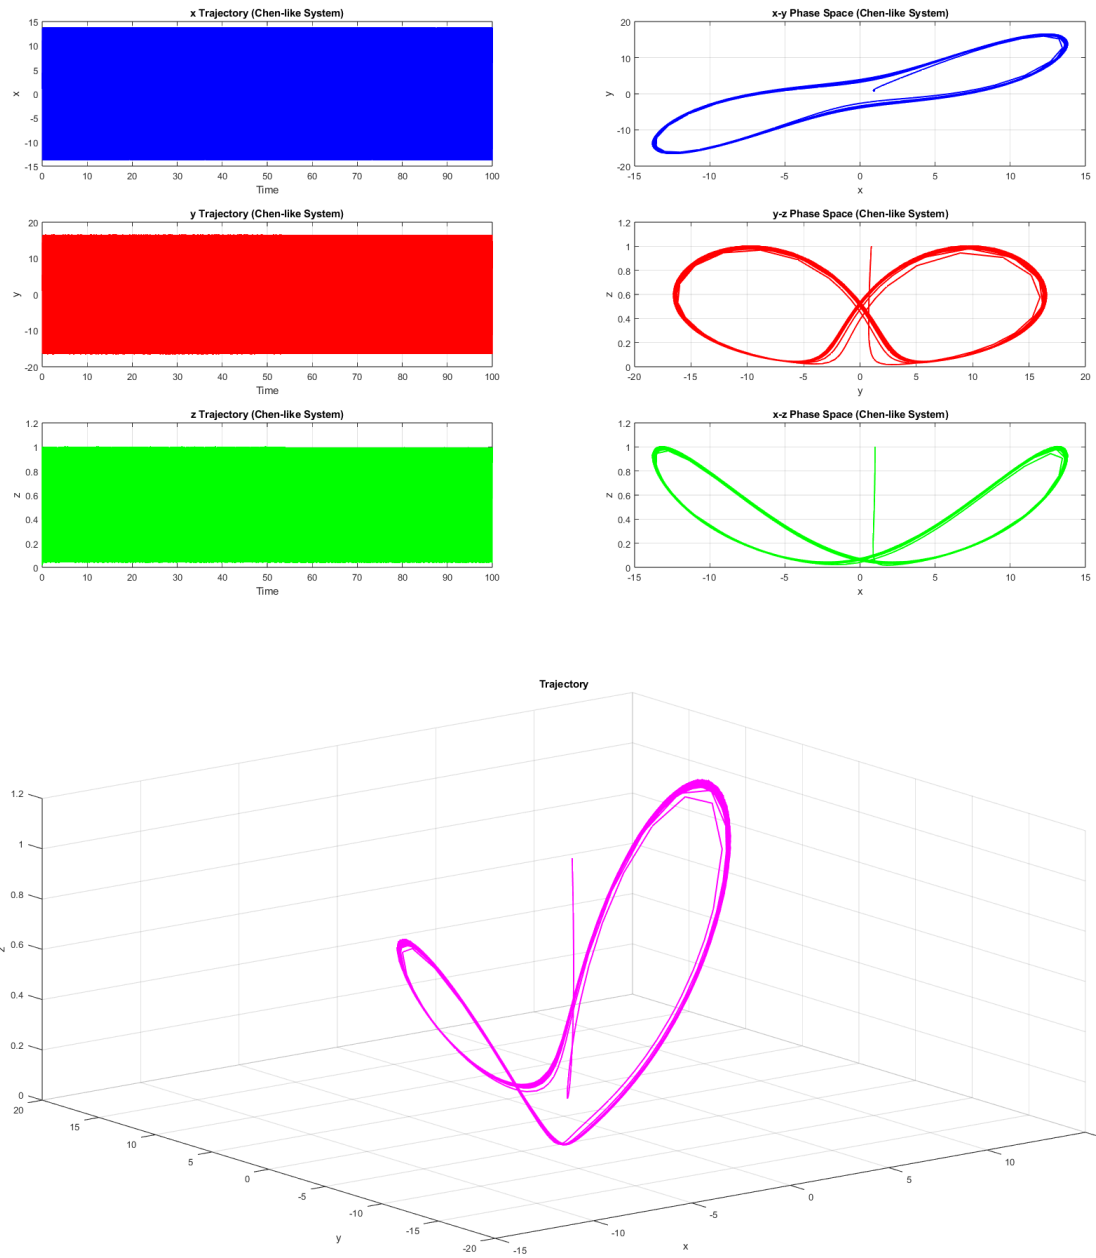 x Trajectory (Chen-like System)
15
10
5
0
-5
-10
-15
x
0 10 20 30 40 50 60 70 80 90 100
Time
x-y Phase Space (Chen-like System)
20
10
0
-10
-20
y
-15 -10 -5 0 5 10 15
x
y Trajectory (Chen-like System)
20
10
0
-10
-20
y
0 10 20 30 40 50 60 70 80 90 100
Time
y-z Phase Space (Chen-like System)
1.2
1
0.8
0.6
0.4
0.2
0
z
-20 -15 -10 -5 0 5 10 15 20
y
z Trajectory (Chen-like System)
1.2
1
0.8
0.6
0.4
0.2
0
z
0 10 20 30 40 50 60 70 80 90 100
Time
x-z Phase Space (Chen-like System)
1.2
1
0.8
0.6
0.4
0.2
0
z
-15 -10 -5 0 5 10 15
x
Trajectory
1.2
1
0.8
0.6
0.4
0.2
0
z
20
15
10
5
0
-5
-10
-15
-20
y
-15
-10
-5
0
5
10
x